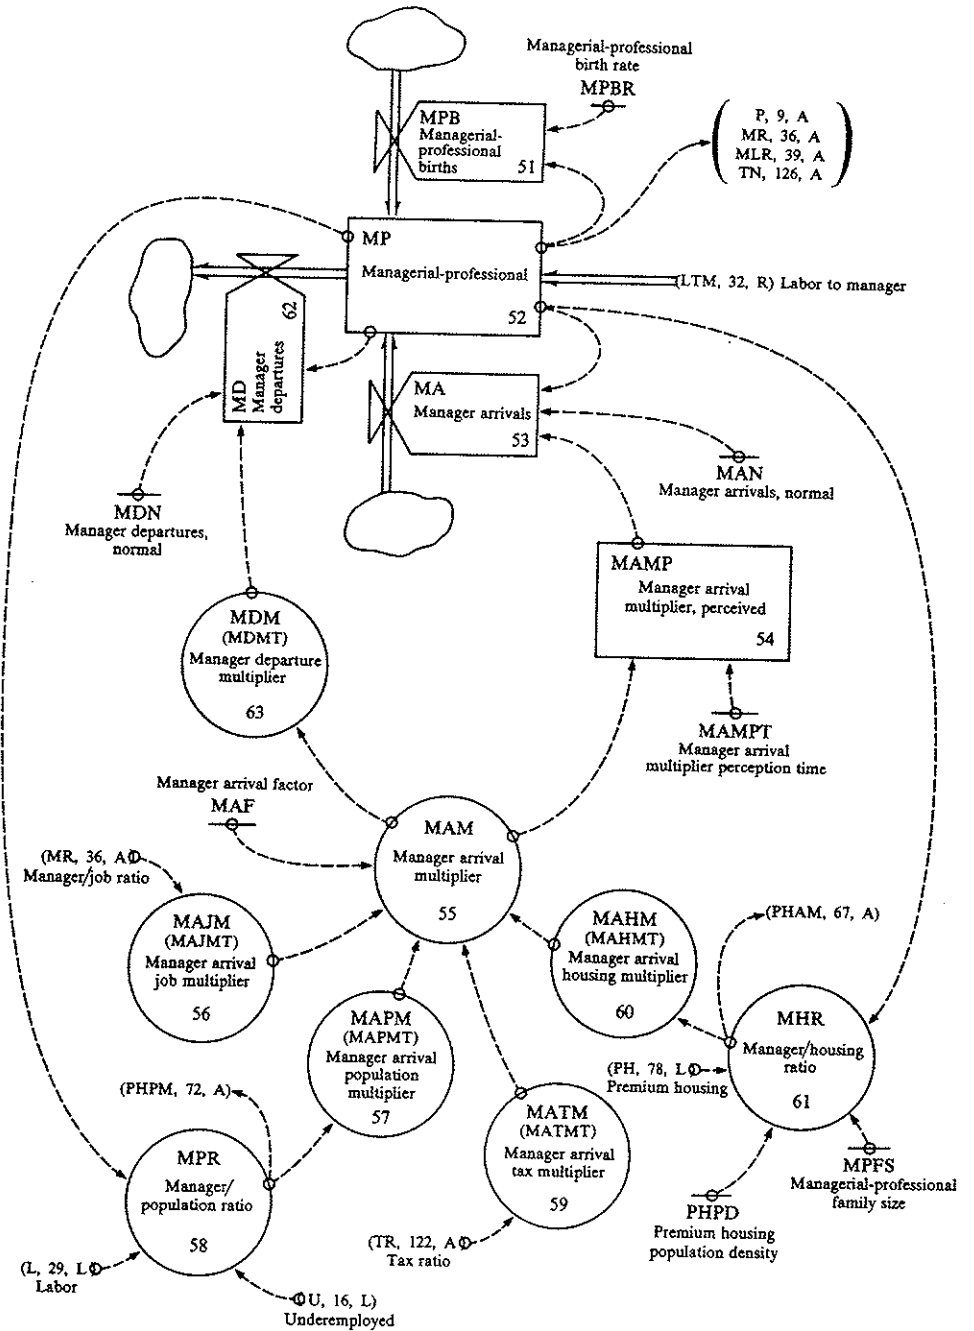 Managerial-professional
birth rate
MPBR
MPB
Managerial-
professional
births
51
P, 9, A
MR, 36, A
MLR, 39, A
TN, 126, A
MP
Managerial-professional
52
(LTM, 32, R) Labor to manager
62
MD
Manager
departures
MA
Manager arrivals
53
MAN
Manager arrivals, normal
MDN
Manager departures,
normal
MAMP
Manager arrival
multiplier, perceived
54
MDM
(MDMT)
Manager departure
multiplier
63
MAMPT
Manager arrival
multiplier perception time
Manager arrival factor
MAF
MAM
Manager arrival
multiplier
55
(MR, 36, A)
Manager/job ratio
MAJM
(MAJMT)
Manager arrival
job multiplier
56
MAHM
(MAHMT)
Manager arrival
housing multiplier
60
(PHAM, 67, A)
MAPM
(MAPMT)
Manager arrival
population
multiplier
57
MHR
Manager/housing
ratio
61
(PH, 78, L)
Premium housing
(PHPM, 72, A)
MATM
(MATMT)
Manager arrival
tax multiplier
59
MPR
Manager/
population ratio
58
MPFS
Managerial-professional
family size
PHPD
Premium housing
population density
(TR, 122, A)
Tax ratio
(L, 29, L)
Labor
(U, 16, L)
Underemployed